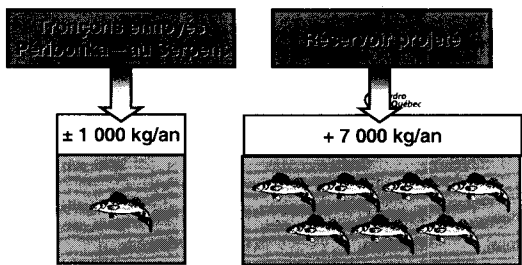 Tronçons ennoyés
Péribonka – au Serpent
Réservoir projeté
Québec
± 1 000 kg/an
+ 7 000 kg/an